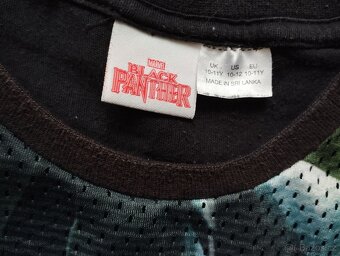 MARVEL
BLACK
PANTHER
UK US EU
10-11Y 10-12 10-11Y
MADE IN SRI LANKA